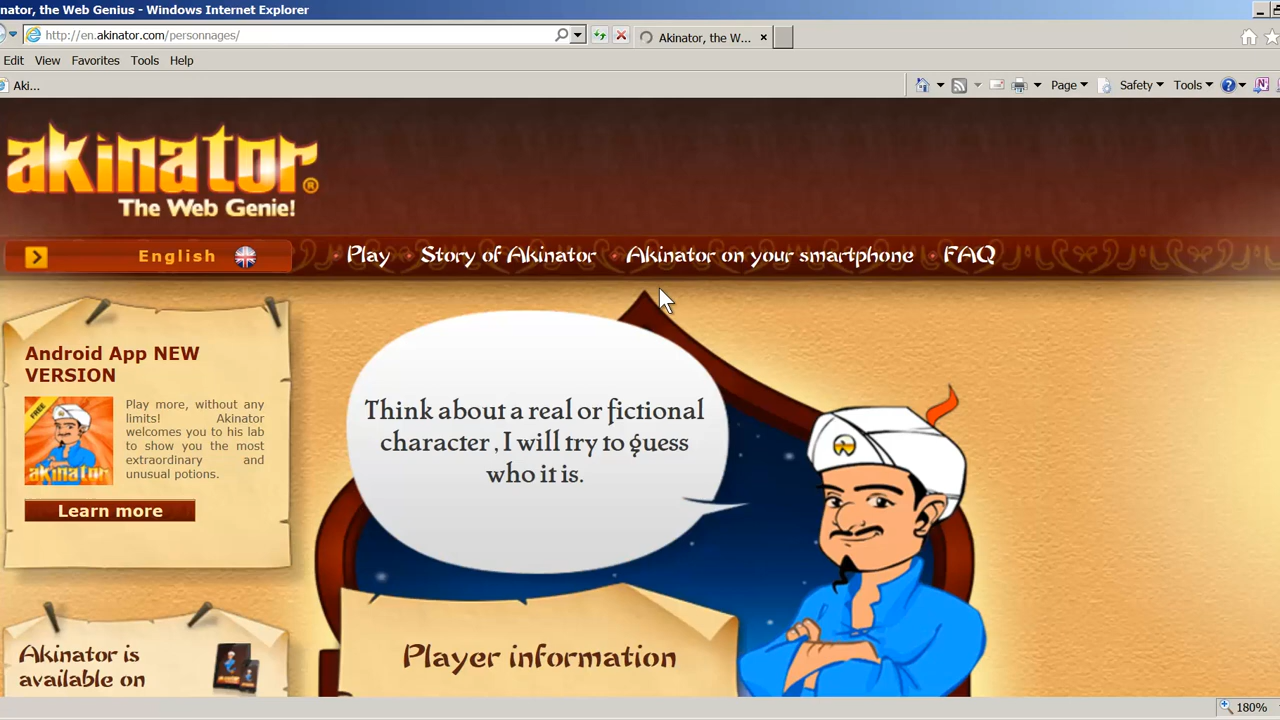 nator, the Web Genius - Windows Internet Explorer
http://en.akinator.com/personnages/
Akinator, the W...
Edit View Favorites Tools Help
Aki...
Page Safety Tools
akinator®
The Web Genie!
English
Play Story of Akinator Akinator on your smartphone FAQ
Android App NEW
VERSION
FREE
Play more, without any
limits! Akinator
welcomes you to his lab
to show you the most
extraordinary and
unusual potions.
akinator
Learn more
Think about a real or fictional
character , I will try to guess
who it is.
Akinator is
available on
Player information
180%